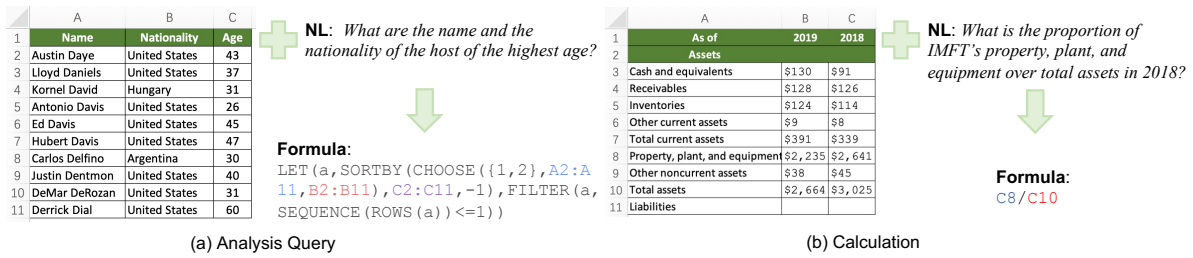 A B C
1 Name Nationality Age
2 Austin Daye United States 43
3 Lloyd Daniels United States 37
4 Kornel David Hungary 31
5 Antonio Davis United States 26
6 Ed Davis United States 45
7 Hubert Davis United States 47
8 Carlos Delfino Argentina 30
9 Justin Dentmon United States 40
10 DeMar DeRozan United States 31
11 Derrick Dial United States 60
NL: What are the name and the
nationality of the host of the highest age?
Formula:
LET(a,SORTBY(CHOOSE({1,2},A2:A
11,B2:B11),C2:C11,-1),FILTER(a,
SEQUENCE(ROWS(a))<=1))
(a) Analysis Query
A B C
1 As of 2019 2018
2 Assets
3 Cash and equivalents $130 $91
4 Receivables $128 $126
5 Inventories $124 $114
6 Other current assets $9 $8
7 Total current assets $391 $339
8 Property, plant, and equipment $2,235 $2,641
9 Other noncurrent assets $38 $45
10 Total assets $2,664 $3,025
11 Liabilities
NL: What is the proportion of
IMFT's property, plant, and
equipment over total assets in 2018?
Formula:
C8/C10
(b) Calculation